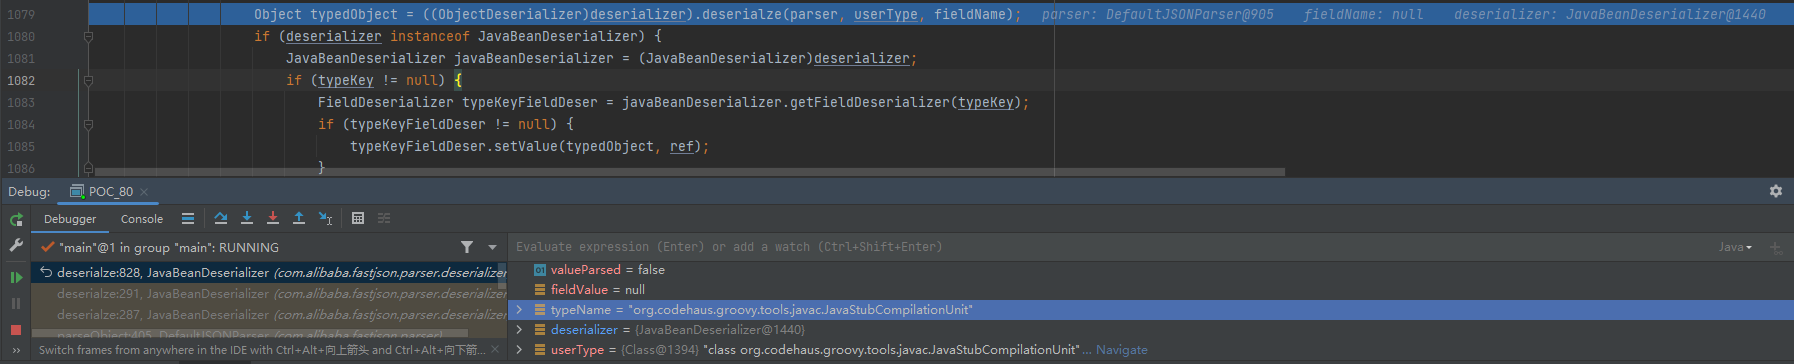 1079 Object typedObject = ((ObjectDeserializer)deserializer).deserialze(parser, userType, fieldName); parser: DefaultJSONParser@905 fieldName: null deserializer: JavaBeanDeserializer@1440
1080 if (deserializer instanceof JavaBeanDeserializer) {
1081 JavaBeanDeserializer javaBeanDeserializer = (JavaBeanDeserializer)deserializer;
1082 if (typeKey != null) {
1083 FieldDeserializer typeKeyFieldDeser = javaBeanDeserializer.getFieldDeserializer(typeKey);
1084 if (typeKeyFieldDeser != null) {
1085 typeKeyFieldDeser.setValue(typedObject, ref);
1086 }
Debug: POC_80
Debugger Console
"main"@1 in group "main": RUNNING
Evaluate expression (Enter) or add a watch (Ctrl+Shift+Enter) Java
deserialze:828, JavaBeanDeserializer (com.alibaba.fastjson.parser.deserializer
deserialze:291, JavaBeanDeserializer (com.alibaba.fastjson.parser.deserializer
deserialze:287, JavaBeanDeserializer (com.alibaba.fastjson.parser.deserializer
parseObject:405, DefaultJSONParser (com.alibaba.fastjson.parser)
Switch frames from anywhere in the IDE with Ctrl+Alt+向上箭头 and Ctrl+Alt+向下箭...
01 valueParsed = false
fieldValue = null
typeName = "org.codehaus.groovy.tools.javac.JavaStubCompilationUnit"
deserializer = {JavaBeanDeserializer@1440}
userType = {Class@1394} "class org.codehaus.groovy.tools.javac.JavaStubCompilationUnit"... Navigate